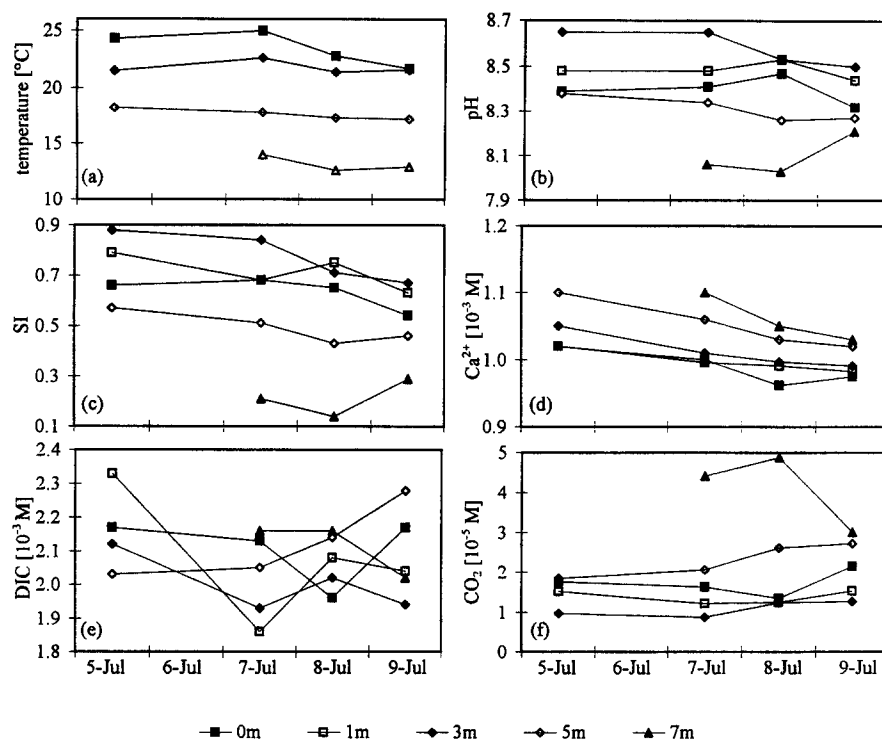 temperature [°C]
25
20
15
10
(a)
pH
8.7
8.5
8.3
8.1
7.9
(b)
SI
0.9
0.7
0.5
0.3
0.1
(c)
Ca²⁺ [10⁻³ M]
1.2
1.1
1.0
0.9
(d)
DIC [10⁻³ M]
2.4
2.3
2.2
2.1
2.0
1.9
1.8
(e)
5-Jul 6-Jul 7-Jul 8-Jul 9-Jul
CO₂ [10⁻⁵ M]
5
4
3
2
1
0
(f)
5-Jul 6-Jul 7-Jul 8-Jul 9-Jul
0m 1m 3m 5m 7m